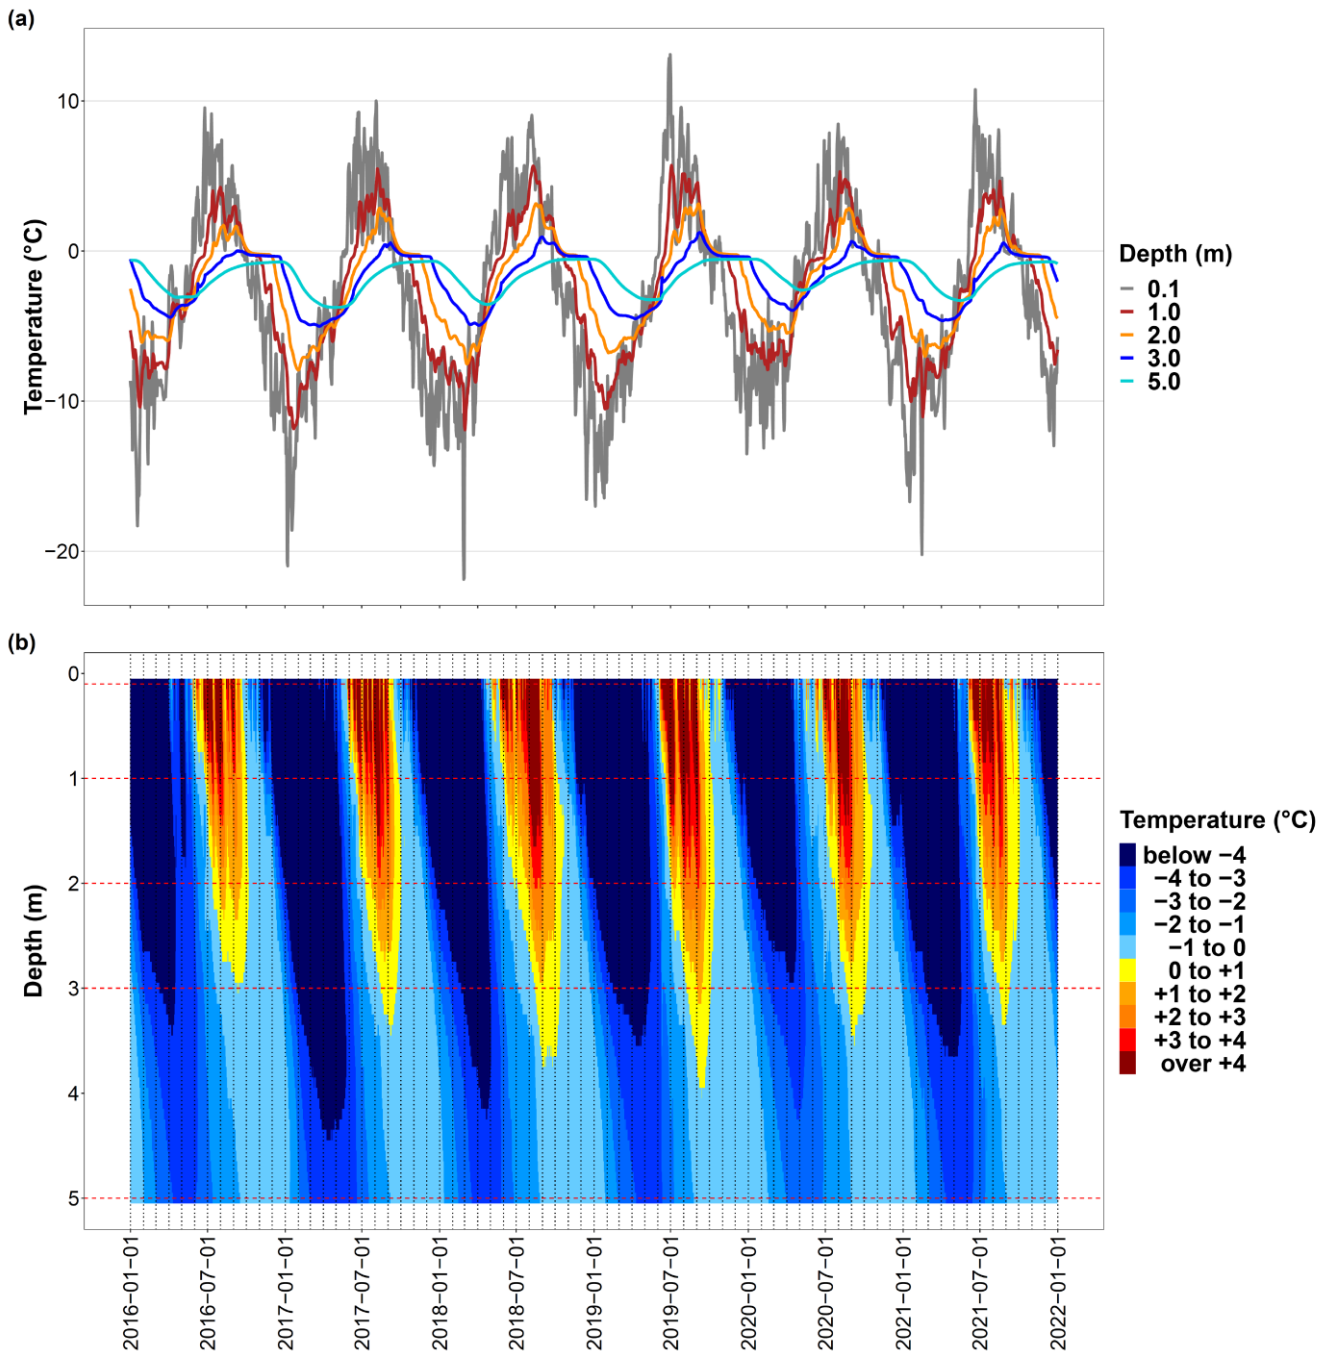 (a)
10
0
−10
−20
Temperature (°C)
Depth (m)
0.1
1.0
2.0
3.0
5.0
(b)
0
1
2
3
4
5
Depth (m)
Temperature (°C)
below −4
−4 to −3
−3 to −2
−2 to −1
−1 to 0
0 to +1
+1 to +2
+2 to +3
+3 to +4
over +4
2016−01−01
2016−07−01
2017−01−01
2017−07−01
2018−01−01
2018−07−01
2019−01−01
2019−07−01
2020−01−01
2020−07−01
2021−01−01
2021−07−01
2022−01−01